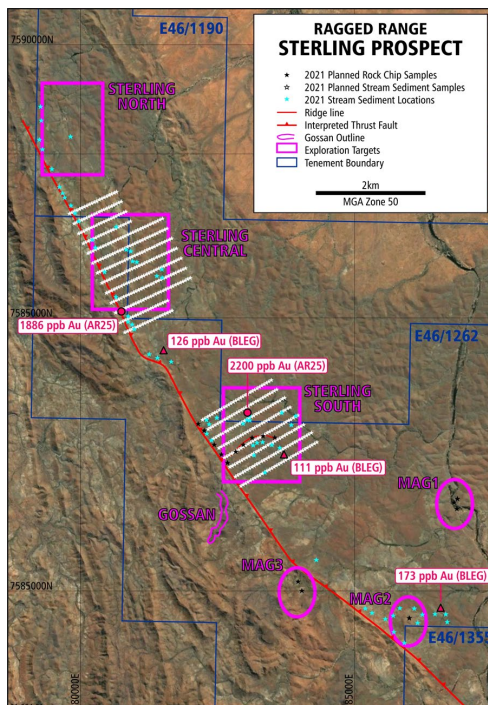 E46/1190
7590000N
RAGGED RANGE
STERLING PROSPECT
2021 Planned Rock Chip Samples
2021 Planned Stream Sediment Samples
2021 Stream Sediment Locations
Ridge line
Interpreted Thrust Fault
Gossan Outline
Exploration Targets
Tenement Boundary
2km
MGA Zone 50
STERLING
NORTH
STERLING
CENTRAL
7585000N
1886 ppb Au (AR25)
126 ppb Au (BLEG)
E46/1262
2200 ppb Au (AR25)
STERLING
SOUTH
111 ppb Au (BLEG)
MAG1
GOSSAN
MAG3
7585000N
MAG2
173 ppb Au (BLEG)
E46/1355